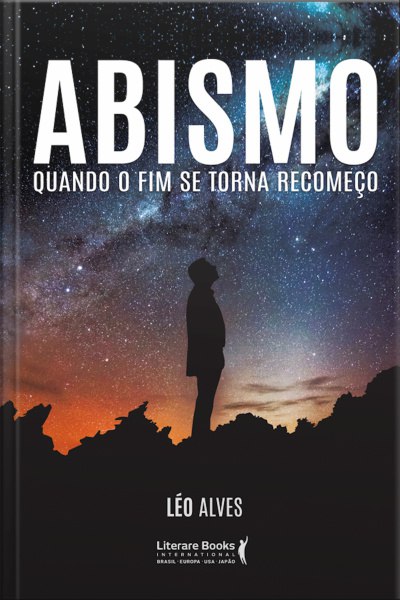 ABISMO
QUANDO O FIM SE TORNA RECOMEÇO
LÉO ALVES
Literare Books
INTERNATIONAL
BRASIL · EUROPA · USA · JAPÃO